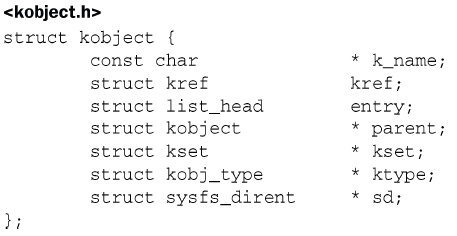 <kobject.h>
struct kobject {
        const char              * k_name;
        struct kref             kref;
        struct list_head        entry;
        struct kobject          * parent;
        struct kset             * kset;
        struct kobj_type        * ktype;
        struct sysfs_dirent     * sd;
};